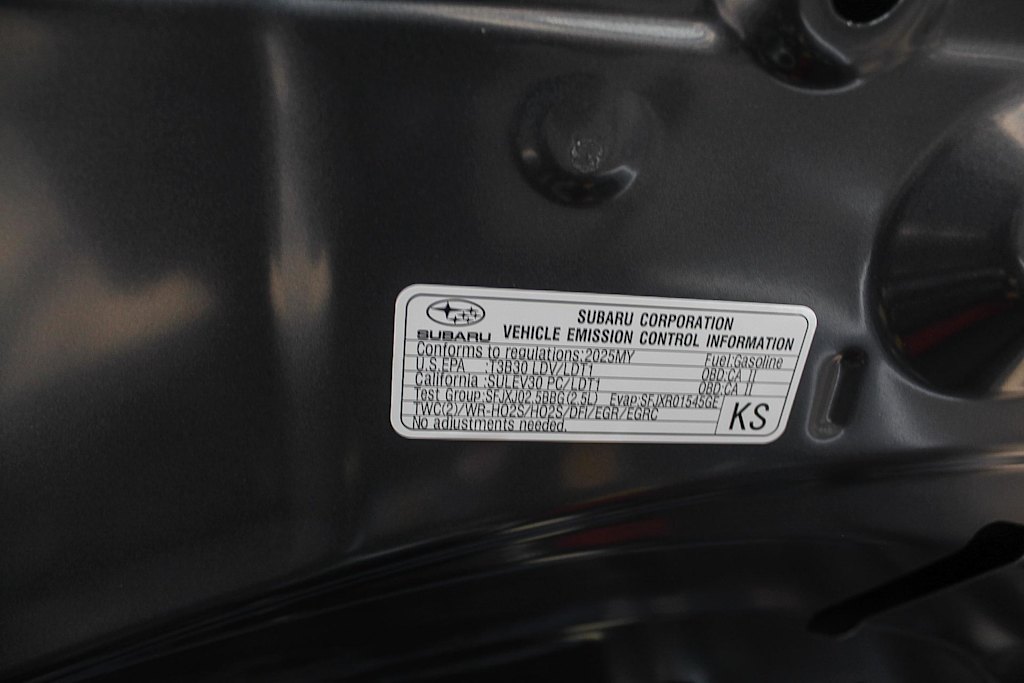 SUBARU
SUBARU CORPORATION
VEHICLE EMISSION CONTROL INFORMATION
Conforms to regulations:2025MY Fuel:Gasoline
U.S.EPA :T3B30 LDV/LDT1 OBD:CA II
California :SULEV30 PC/LDT1 OBD:CA II
Test Group:SFJXJ02.5BBG(2.5L) Evap:SFJXR01545GE
TWC(2)/WR-HO2S/HO2S/DFI/EGR/EGRC
No adjustments needed.
KS